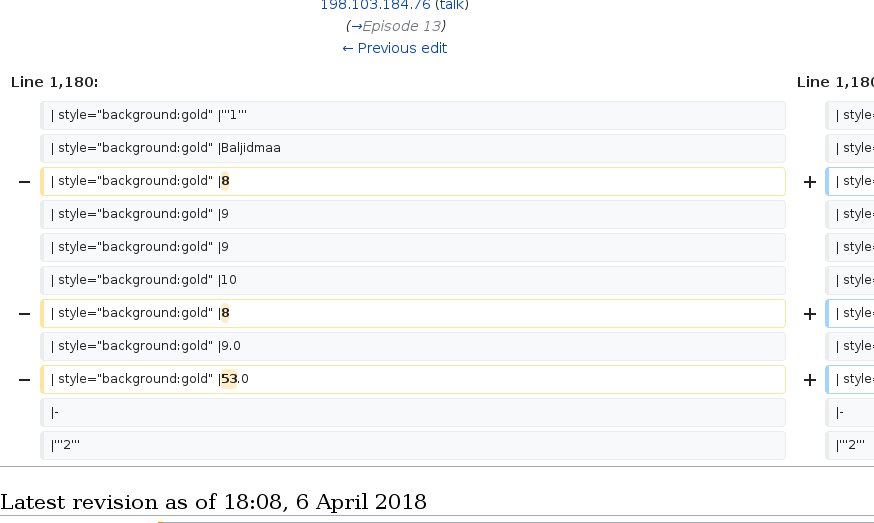 198.103.184.76 (talk)
(→Episode 13)
← Previous edit
Line 1,180:
Line 1,180
| style="background:gold" |'''1'''
| style=
| style="background:gold" |Baljidmaa
| style=
− | style="background:gold" |8
+ | style=
| style="background:gold" |9
| style=
| style="background:gold" |9
| style=
| style="background:gold" |10
| style=
− | style="background:gold" |8
+ | style=
| style="background:gold" |9.0
| style=
− | style="background:gold" |53.0
+ | style=
|-
|-
|'''2'''
|'''2'''
Latest revision as of 18:08, 6 April 2018